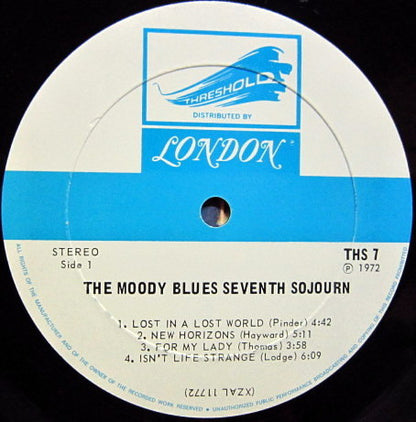 THRESHOLD
DISTRIBUTED BY
LONDON
STEREO
Side 1
THS 7
℗ 1972
THE MOODY BLUES SEVENTH SOJOURN
1. LOST IN A LOST WORLD (Pinder) 4:42
2. NEW HORIZONS (Hayward) 5:11
3. FOR MY LADY (Thomas) 3:58
4. ISN'T LIFE STRANGE (Lodge) 6:09
(XZAL 11772)
ALL RIGHTS OF THE MANUFACTURER AND OF THE OWNER OF THE RECORDED WORK RESERVED • UNAUTHORIZED PUBLIC PERFORMANCE BROADCASTING AND COPYING OF THIS RECORD PROHIBITED